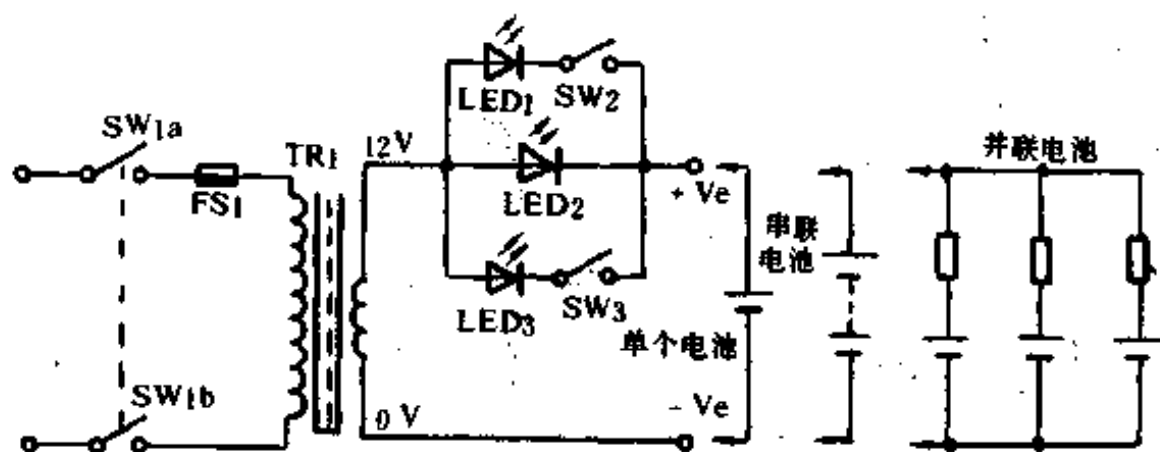 SW1a
FS1
TR1
12V
0 V
SW1b
LED1
SW2
LED2
LED3
SW3
+ Ve
- Ve
单个电池
串联
电池
并联电池